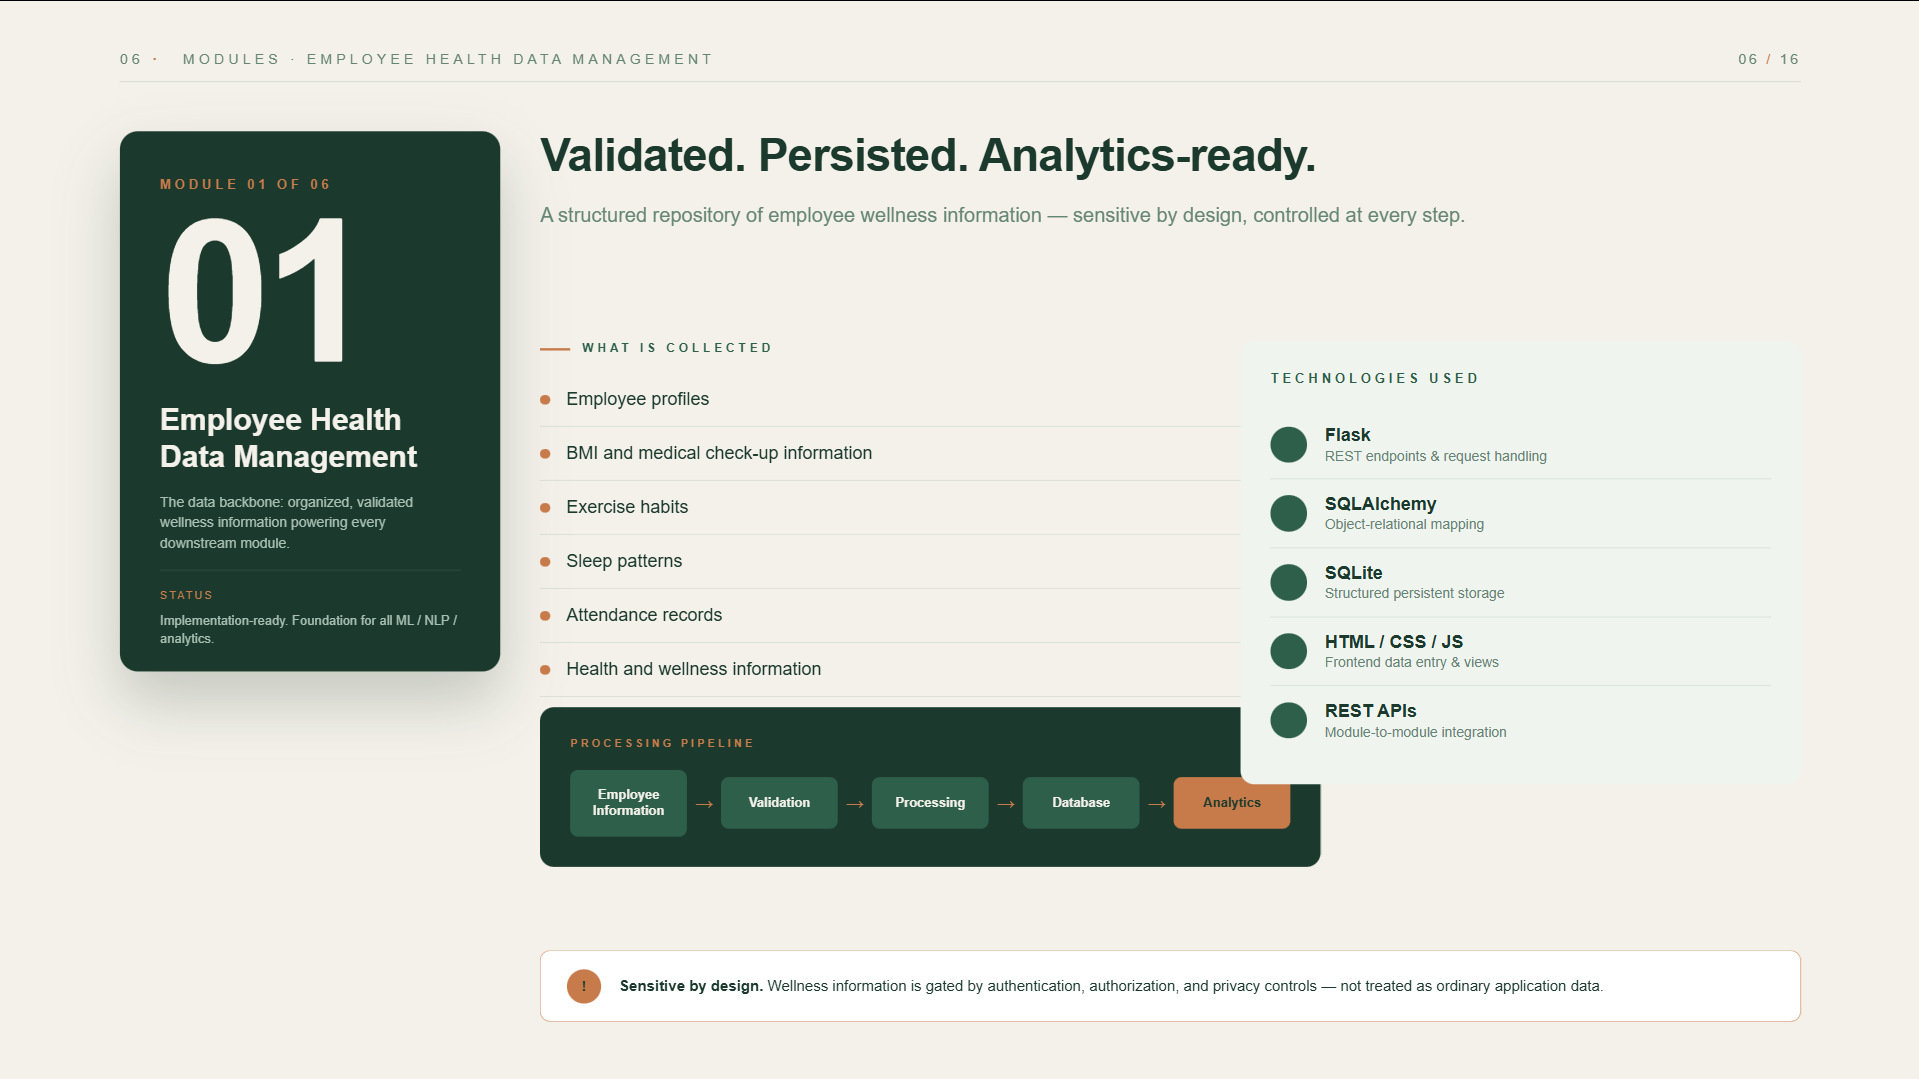 06 · MODULES · EMPLOYEE HEALTH DATA MANAGEMENT
06 / 16
MODULE 01 OF 06
01
Employee Health
Data Management
The data backbone: organized, validated
wellness information powering every
downstream module.
STATUS
Implementation-ready. Foundation for all ML / NLP /
analytics.
Validated. Persisted. Analytics-ready.
A structured repository of employee wellness information — sensitive by design, controlled at every step.
WHAT IS COLLECTED
Employee profiles
BMI and medical check-up information
Exercise habits
Sleep patterns
Attendance records
Health and wellness information
TECHNOLOGIES USED
Flask
REST endpoints & request handling
SQLAlchemy
Object-relational mapping
SQLite
Structured persistent storage
HTML / CSS / JS
Frontend data entry & views
REST APIs
Module-to-module integration
PROCESSING PIPELINE
Employee
Information
→ Validation → Processing → Database → Analytics
! Sensitive by design. Wellness information is gated by authentication, authorization, and privacy controls — not treated as ordinary application data.